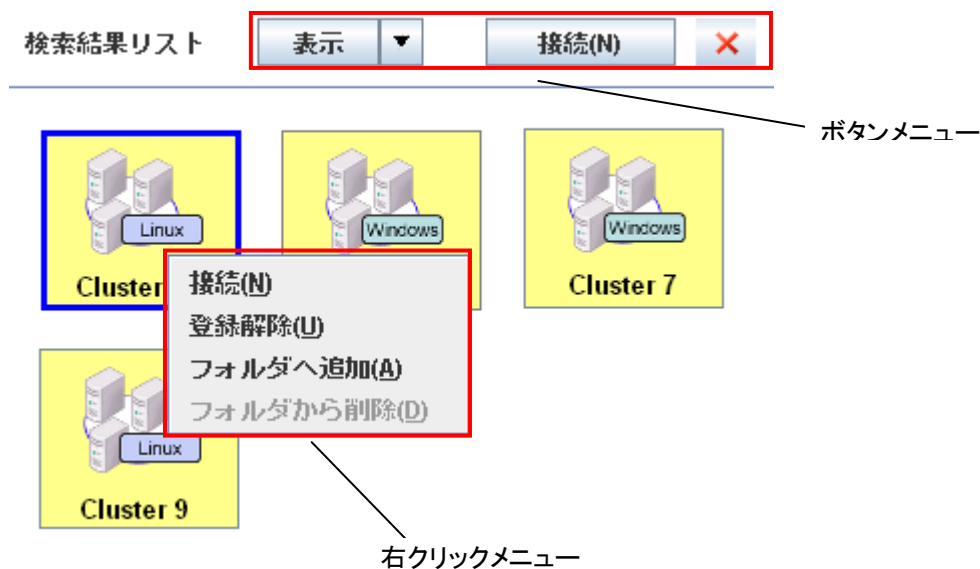 検索結果リスト 表示 ▼ 接続(N) ×
ボタンメニュー
Linux
Windows
Windows
Cluster
Cluster 7
接続(N)
登録解除(U)
フォルダへ追加(A)
フォルダから削除(D)
Linux
Cluster 9
右クリックメニュー